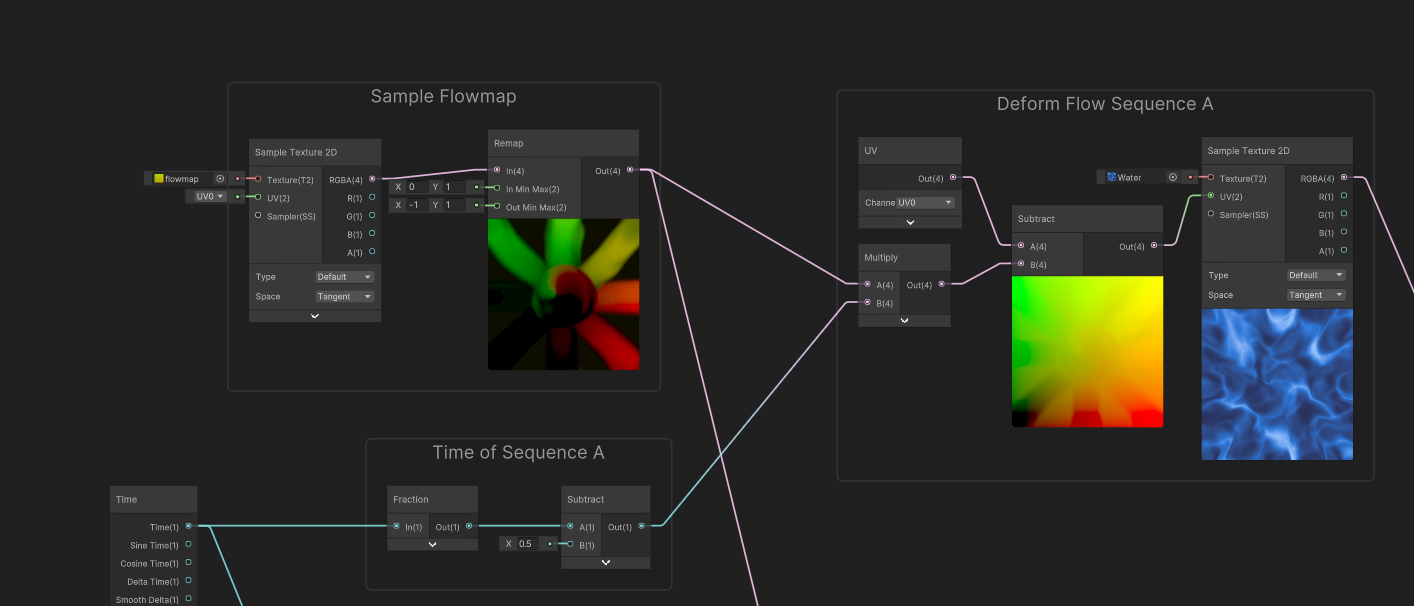 Sample Flowmap
Sample Texture 2D
flowmap
UV0
Texture(T2)
UV(2)
Sampler(SS)
RGBA(4)
R(1)
G(1)
B(1)
A(1)
Type Default
Space Tangent
X 0 Y 1
X -1 Y 1
Remap
In(4)
In Min Max(2)
Out Min Max(2)
Out(4)
Deform Flow Sequence A
UV
Out(4)
Channe UV0
Multiply
A(4)
B(4)
Out(4)
Subtract
A(4)
B(4)
Out(4)
Water
Sample Texture 2D
Texture(T2)
UV(2)
Sampler(SS)
RGBA(4)
R(1)
G(1)
B(1)
A(1)
Type Default
Space Tangent
Time of Sequence A
Time
Time(1)
Sine Time(1)
Cosine Time(1)
Delta Time(1)
Smooth Delta(1)
Fraction
In(1) Out(1)
X 0.5
Subtract
A(1)
B(1)
Out(1)